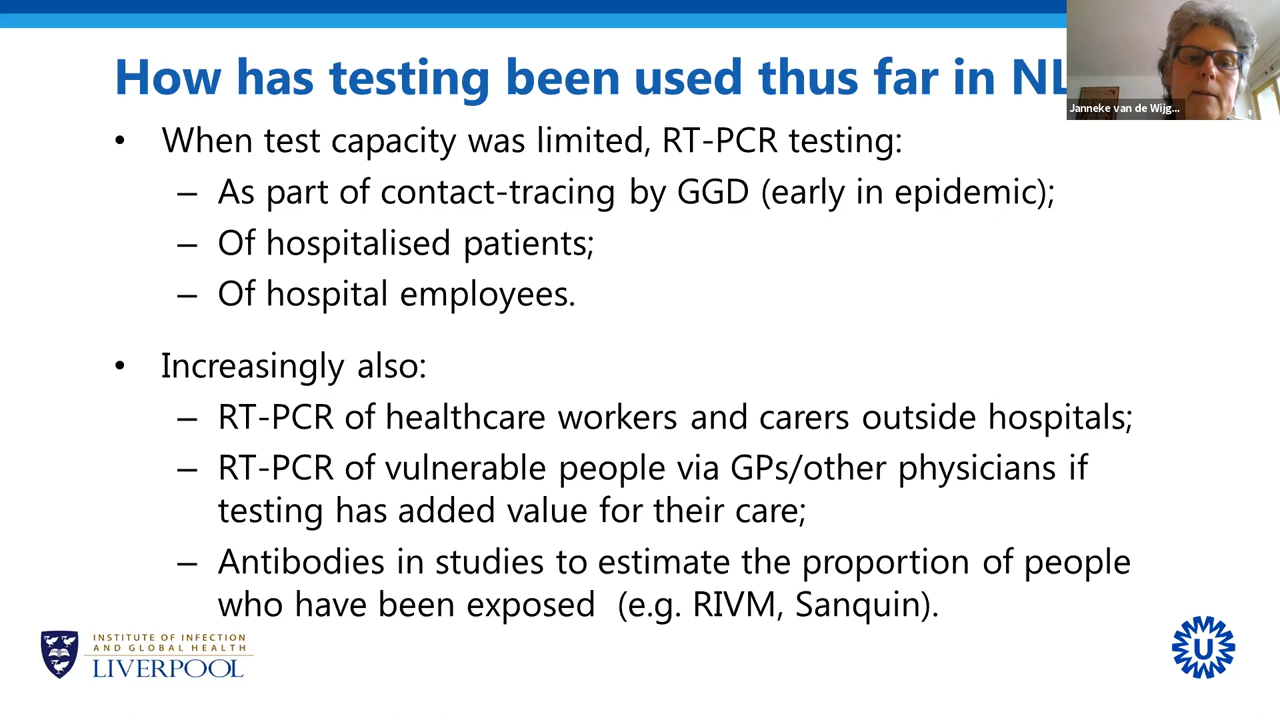 How has testing been used thus far in NL
Janneke van de Wijg...
• When test capacity was limited, RT-PCR testing:
– As part of contact-tracing by GGD (early in epidemic);
– Of hospitalised patients;
– Of hospital employees.
• Increasingly also:
– RT-PCR of healthcare workers and carers outside hospitals;
– RT-PCR of vulnerable people via GPs/other physicians if
testing has added value for their care;
– Antibodies in studies to estimate the proportion of people
who have been exposed (e.g. RIVM, Sanquin).
INSTITUTE OF INFECTION
AND GLOBAL HEALTH
LIVERPOOL
U